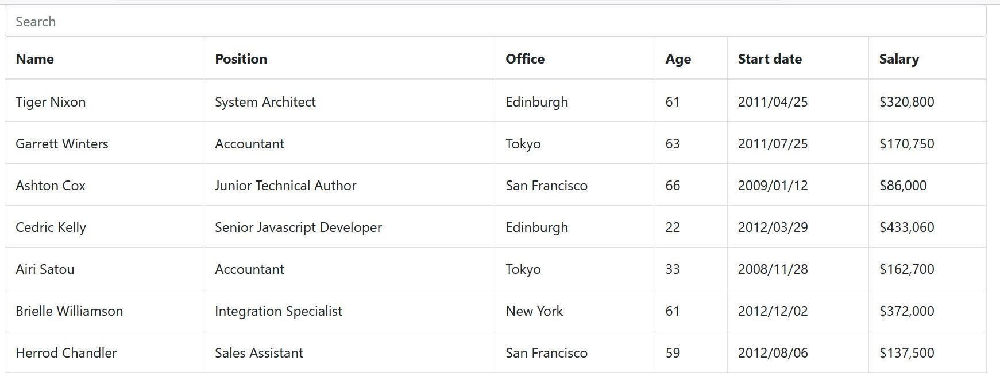 Search
Name Position Office Age Start date Salary
Tiger Nixon System Architect Edinburgh 61 2011/04/25 $320,800
Garrett Winters Accountant Tokyo 63 2011/07/25 $170,750
Ashton Cox Junior Technical Author San Francisco 66 2009/01/12 $86,000
Cedric Kelly Senior Javascript Developer Edinburgh 22 2012/03/29 $433,060
Airi Satou Accountant Tokyo 33 2008/11/28 $162,700
Brielle Williamson Integration Specialist New York 61 2012/12/02 $372,000
Herrod Chandler Sales Assistant San Francisco 59 2012/08/06 $137,500